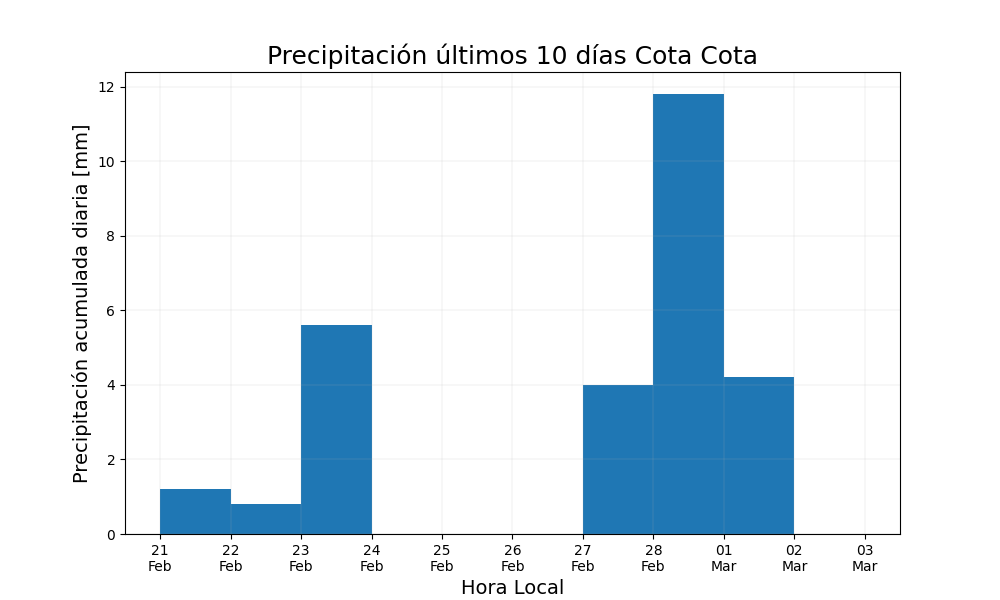 Precipitación últimos 10 días Cota Cota
Precipitación acumulada diaria [mm]
12
10
8
6
4
2
0
21 22 23 24 25 26 27 28 01 02 03
Feb Feb Feb Feb Feb Feb Feb Feb Mar Mar Mar
Hora Local